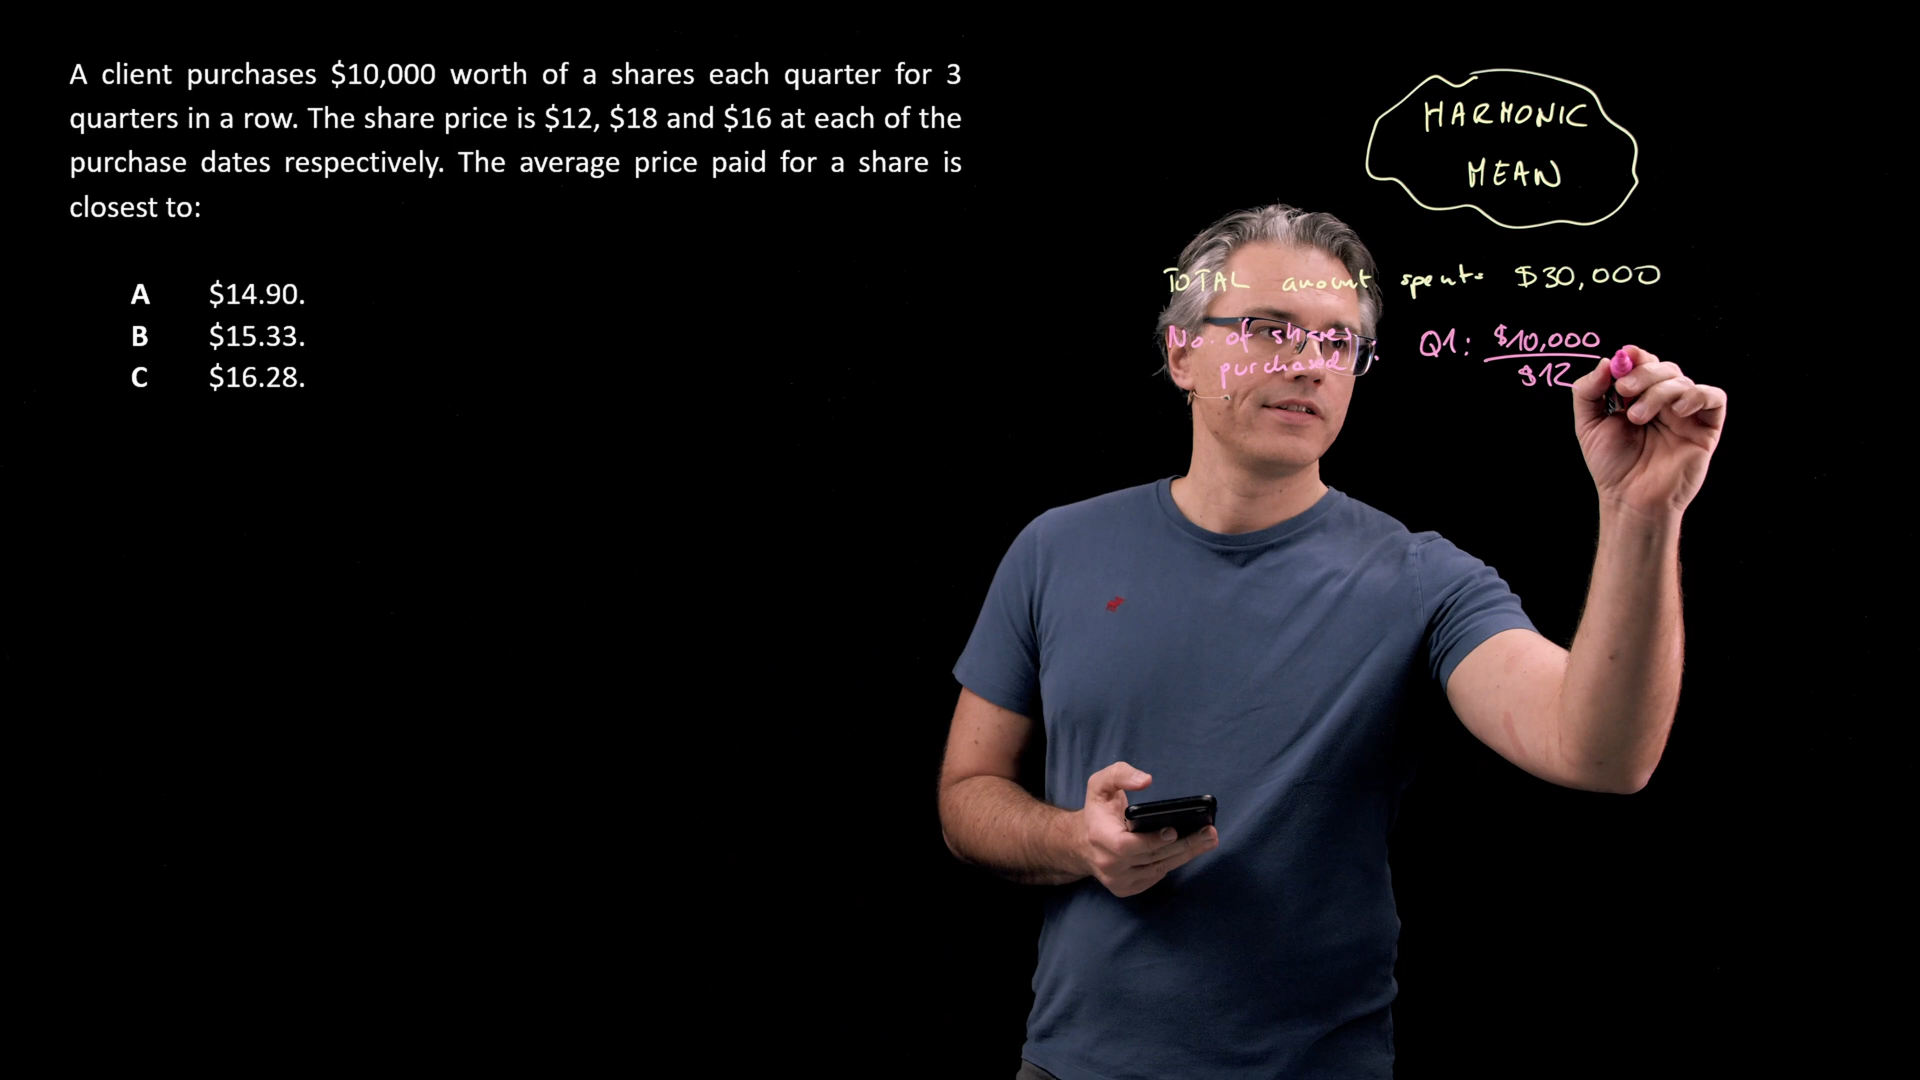 A client purchases $10,000 worth of a shares each quarter for 3
quarters in a row. The share price is $12, $18 and $16 at each of the
purchase dates respectively. The average price paid for a share is
closest to:
A $14.90.
B $15.33.
C $16.28.
HARMONIC
MEAN
TOTAL amount spent: $30,000
No. of shares
purchased: Q1: $10,000
$12